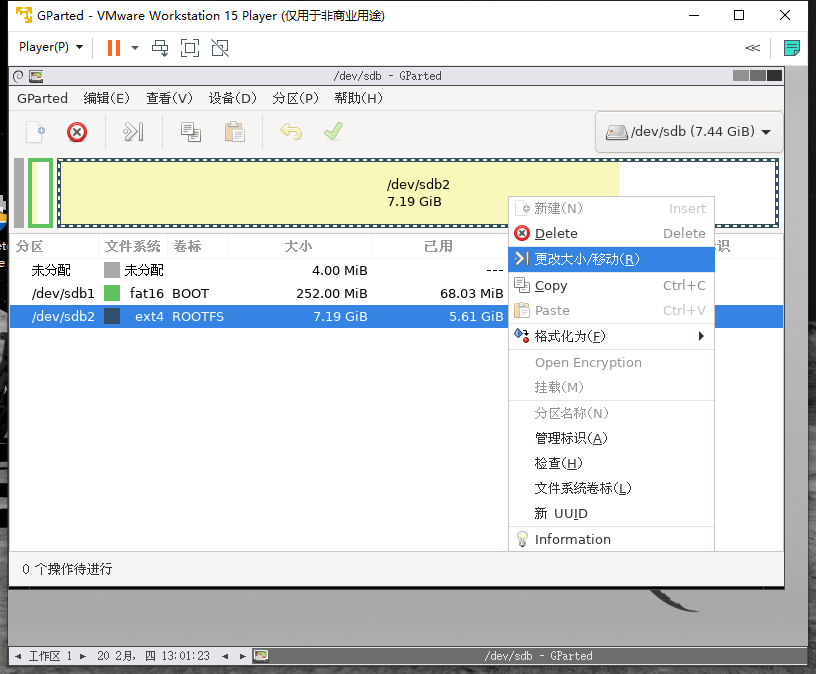 GParted - VMware Workstation 15 Player (仅用于非商业用途)
Player(P)
/dev/sdb - GParted
GParted 编辑(E) 查看(V) 设备(D) 分区(P) 帮助(H)
/dev/sdb (7.44 GiB)
/dev/sdb2
7.19 GiB
分区 文件系统 卷标 大小 已用 识
未分配 未分配 4.00 MiB ---
/dev/sdb1 fat16 BOOT 252.00 MiB 68.03 MiB
/dev/sdb2 ext4 ROOTFS 7.19 GiB 5.61 GiB
新建(N) Insert
Delete Delete
更改大小/移动(R)
Copy Ctrl+C
Paste Ctrl+V
格式化为(F)
Open Encryption
挂载(M)
分区名称(N)
管理标识(A)
检查(H)
文件系统卷标(L)
新 UUID
Information
0 个操作待进行
工作区 1 20 2月, 四 13:01:23 /dev/sdb - GParted